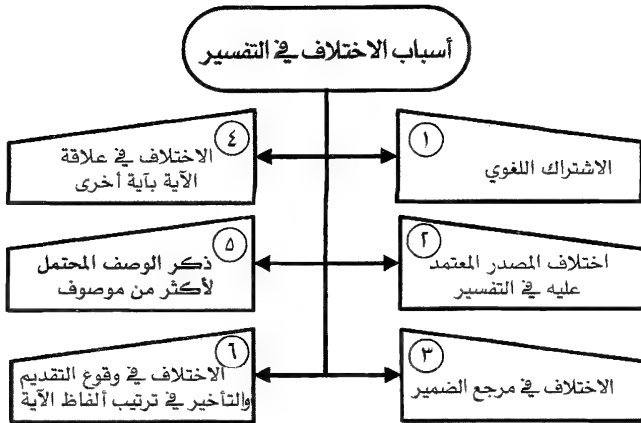 أسباب الاختلاف في التفسير
١
الاشتراك اللغوي
٢
اختلاف المصدر المعتمد
عليه في التفسير
٣
الاختلاف في مرجع الضمير
٤
الاختلاف في علاقة
الآية بآية أخرى
٥
ذكر الوصف المحتمل
لأكثر من موصوف
٦
الاختلاف في وقوع التقديم
والتأخير في ترتيب ألفاظ الآية